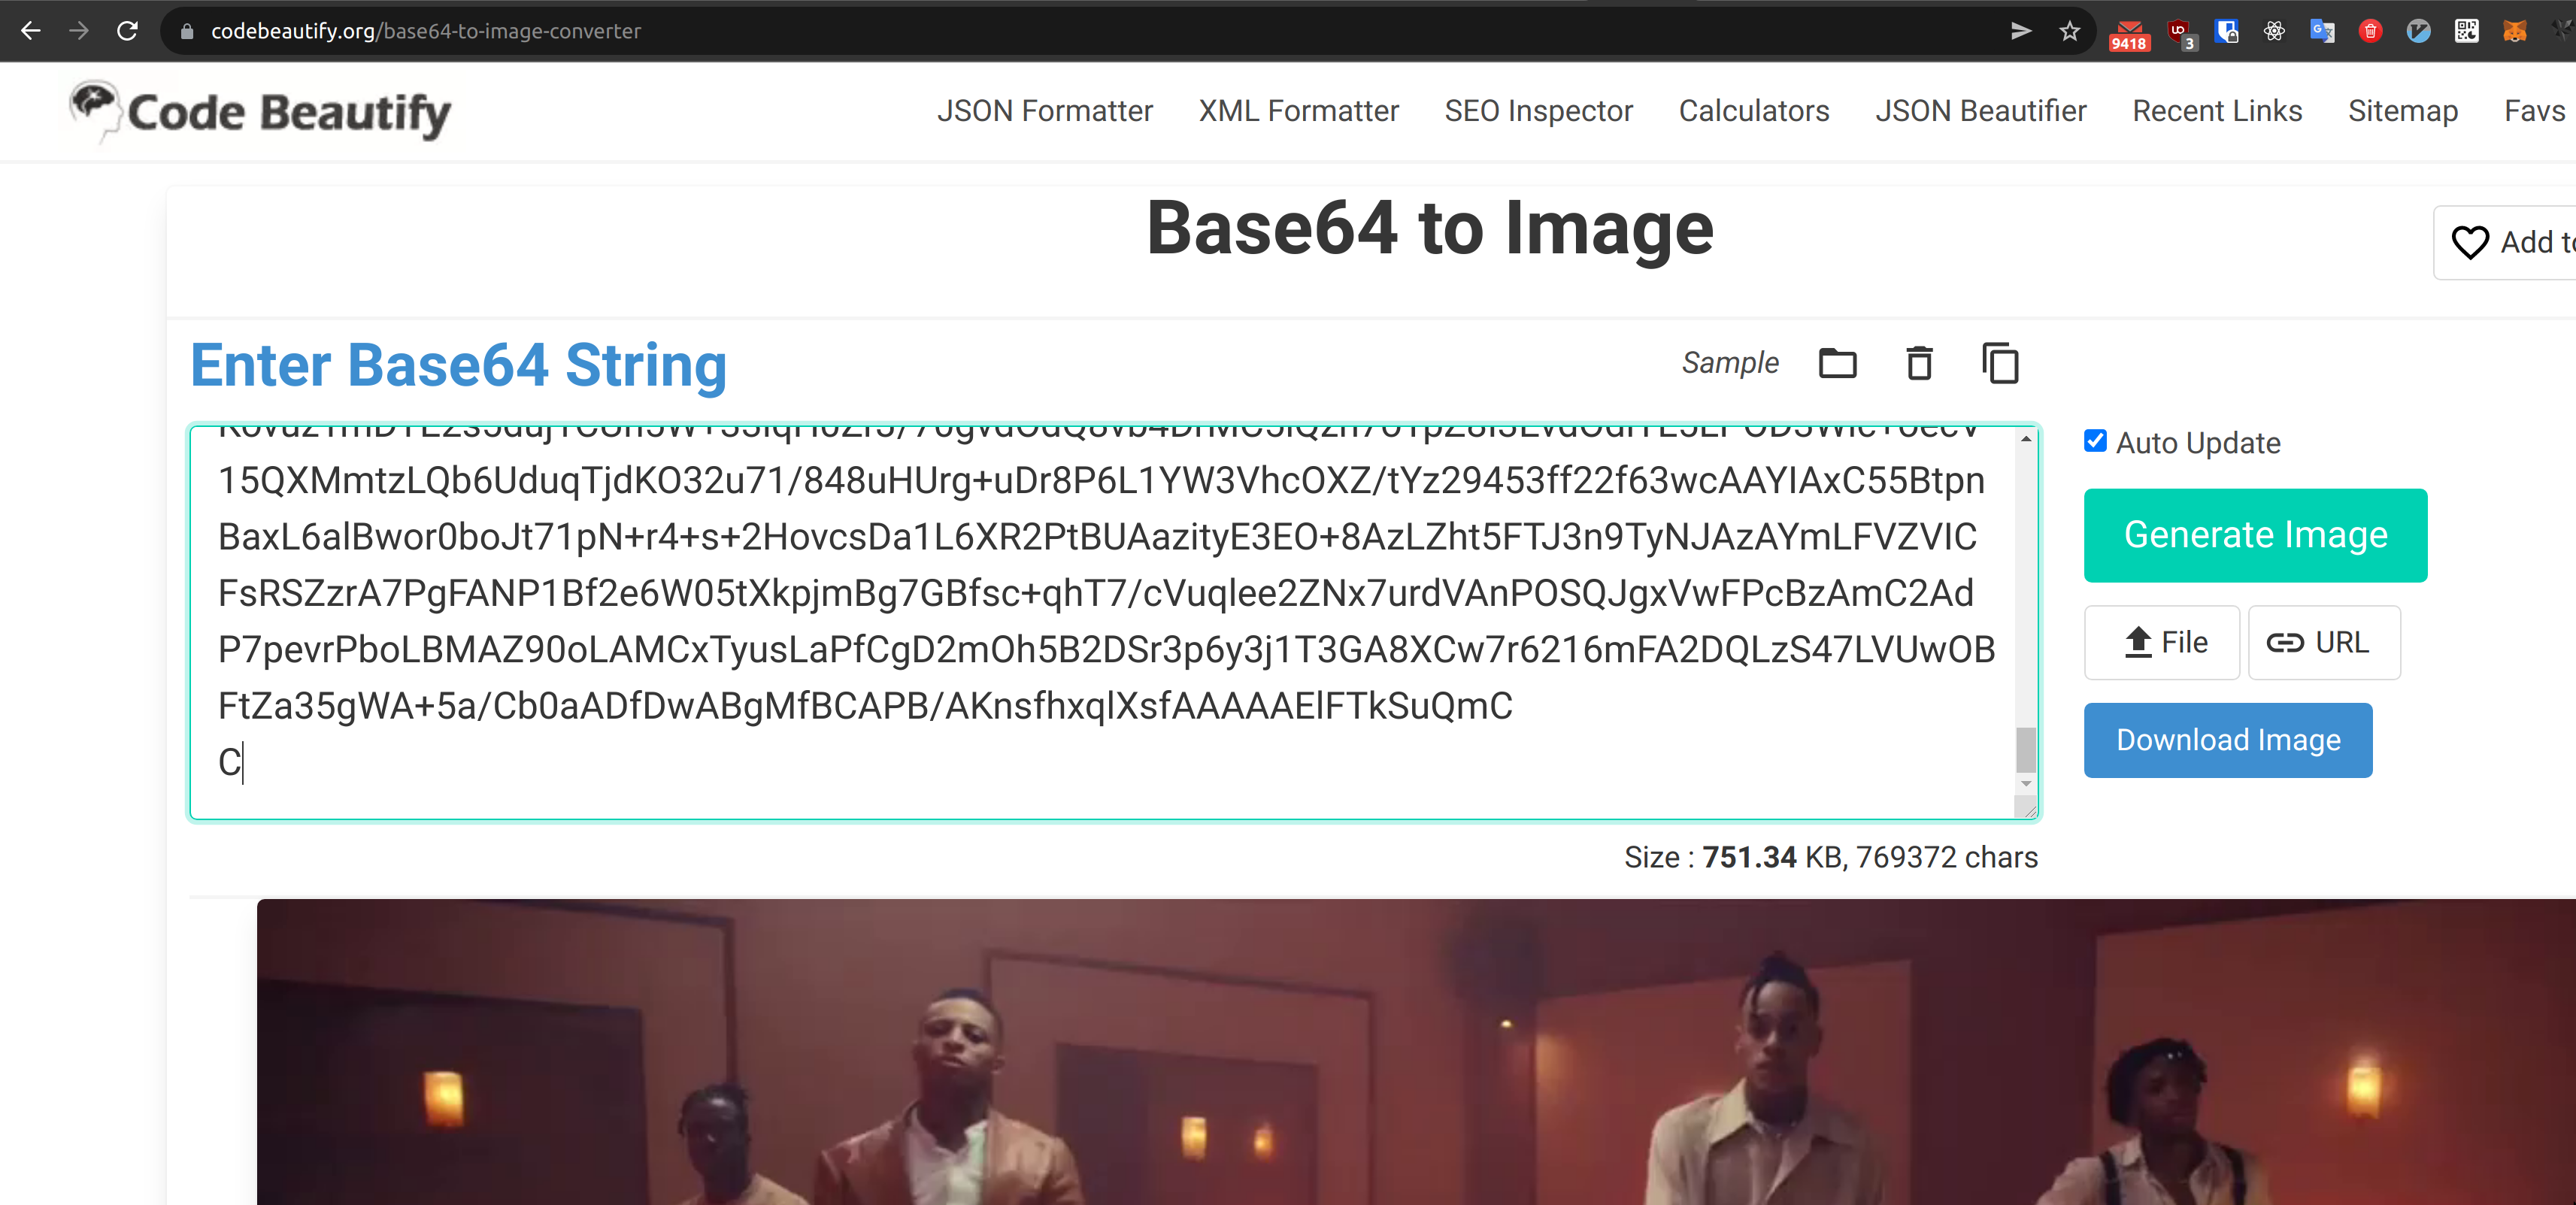 codebeautify.org/base64-to-image-converter
9418
3
Code Beautify
JSON Formatter XML Formatter SEO Inspector Calculators JSON Beautifier Recent Links Sitemap Favs
Base64 to Image
Add
Enter Base64 String
Sample
15QXMmtzLQb6UduqTjdKO32u71/848uHUrg+uDr8P6L1YW3VhcOXZ/tYz29453ff22f63wcAAYIAxC55Btpn
BaxL6alBwor0boJt71pN+r4+s+2HovcsDa1L6XR2PtBUAazityE3EO+8AzLZht5FTJ3n9TyNJAzAYmLFVZVIC
FsRSZzrA7PgFANP1Bf2e6W05tXkpjmBg7GBfsc+qhT7/cVuqlee2ZNx7urdVAnPOSQJgxVwFPcBzAmC2Ad
P7pevrPboLBMAZ90oLAMCxTyusLaPfCgD2mOh5B2DSr3p6y3j1T3GA8XCw7r6216mFA2DQLzS47LVUwOB
FtZa35gWA+5a/Cb0aADfDwABgMfBCAPB/AKnsfhxqlXsfAAAAAElFTkSuQmC
C
Auto Update
Generate Image
File
URL
Download Image
Size : 751.34 KB, 769372 chars